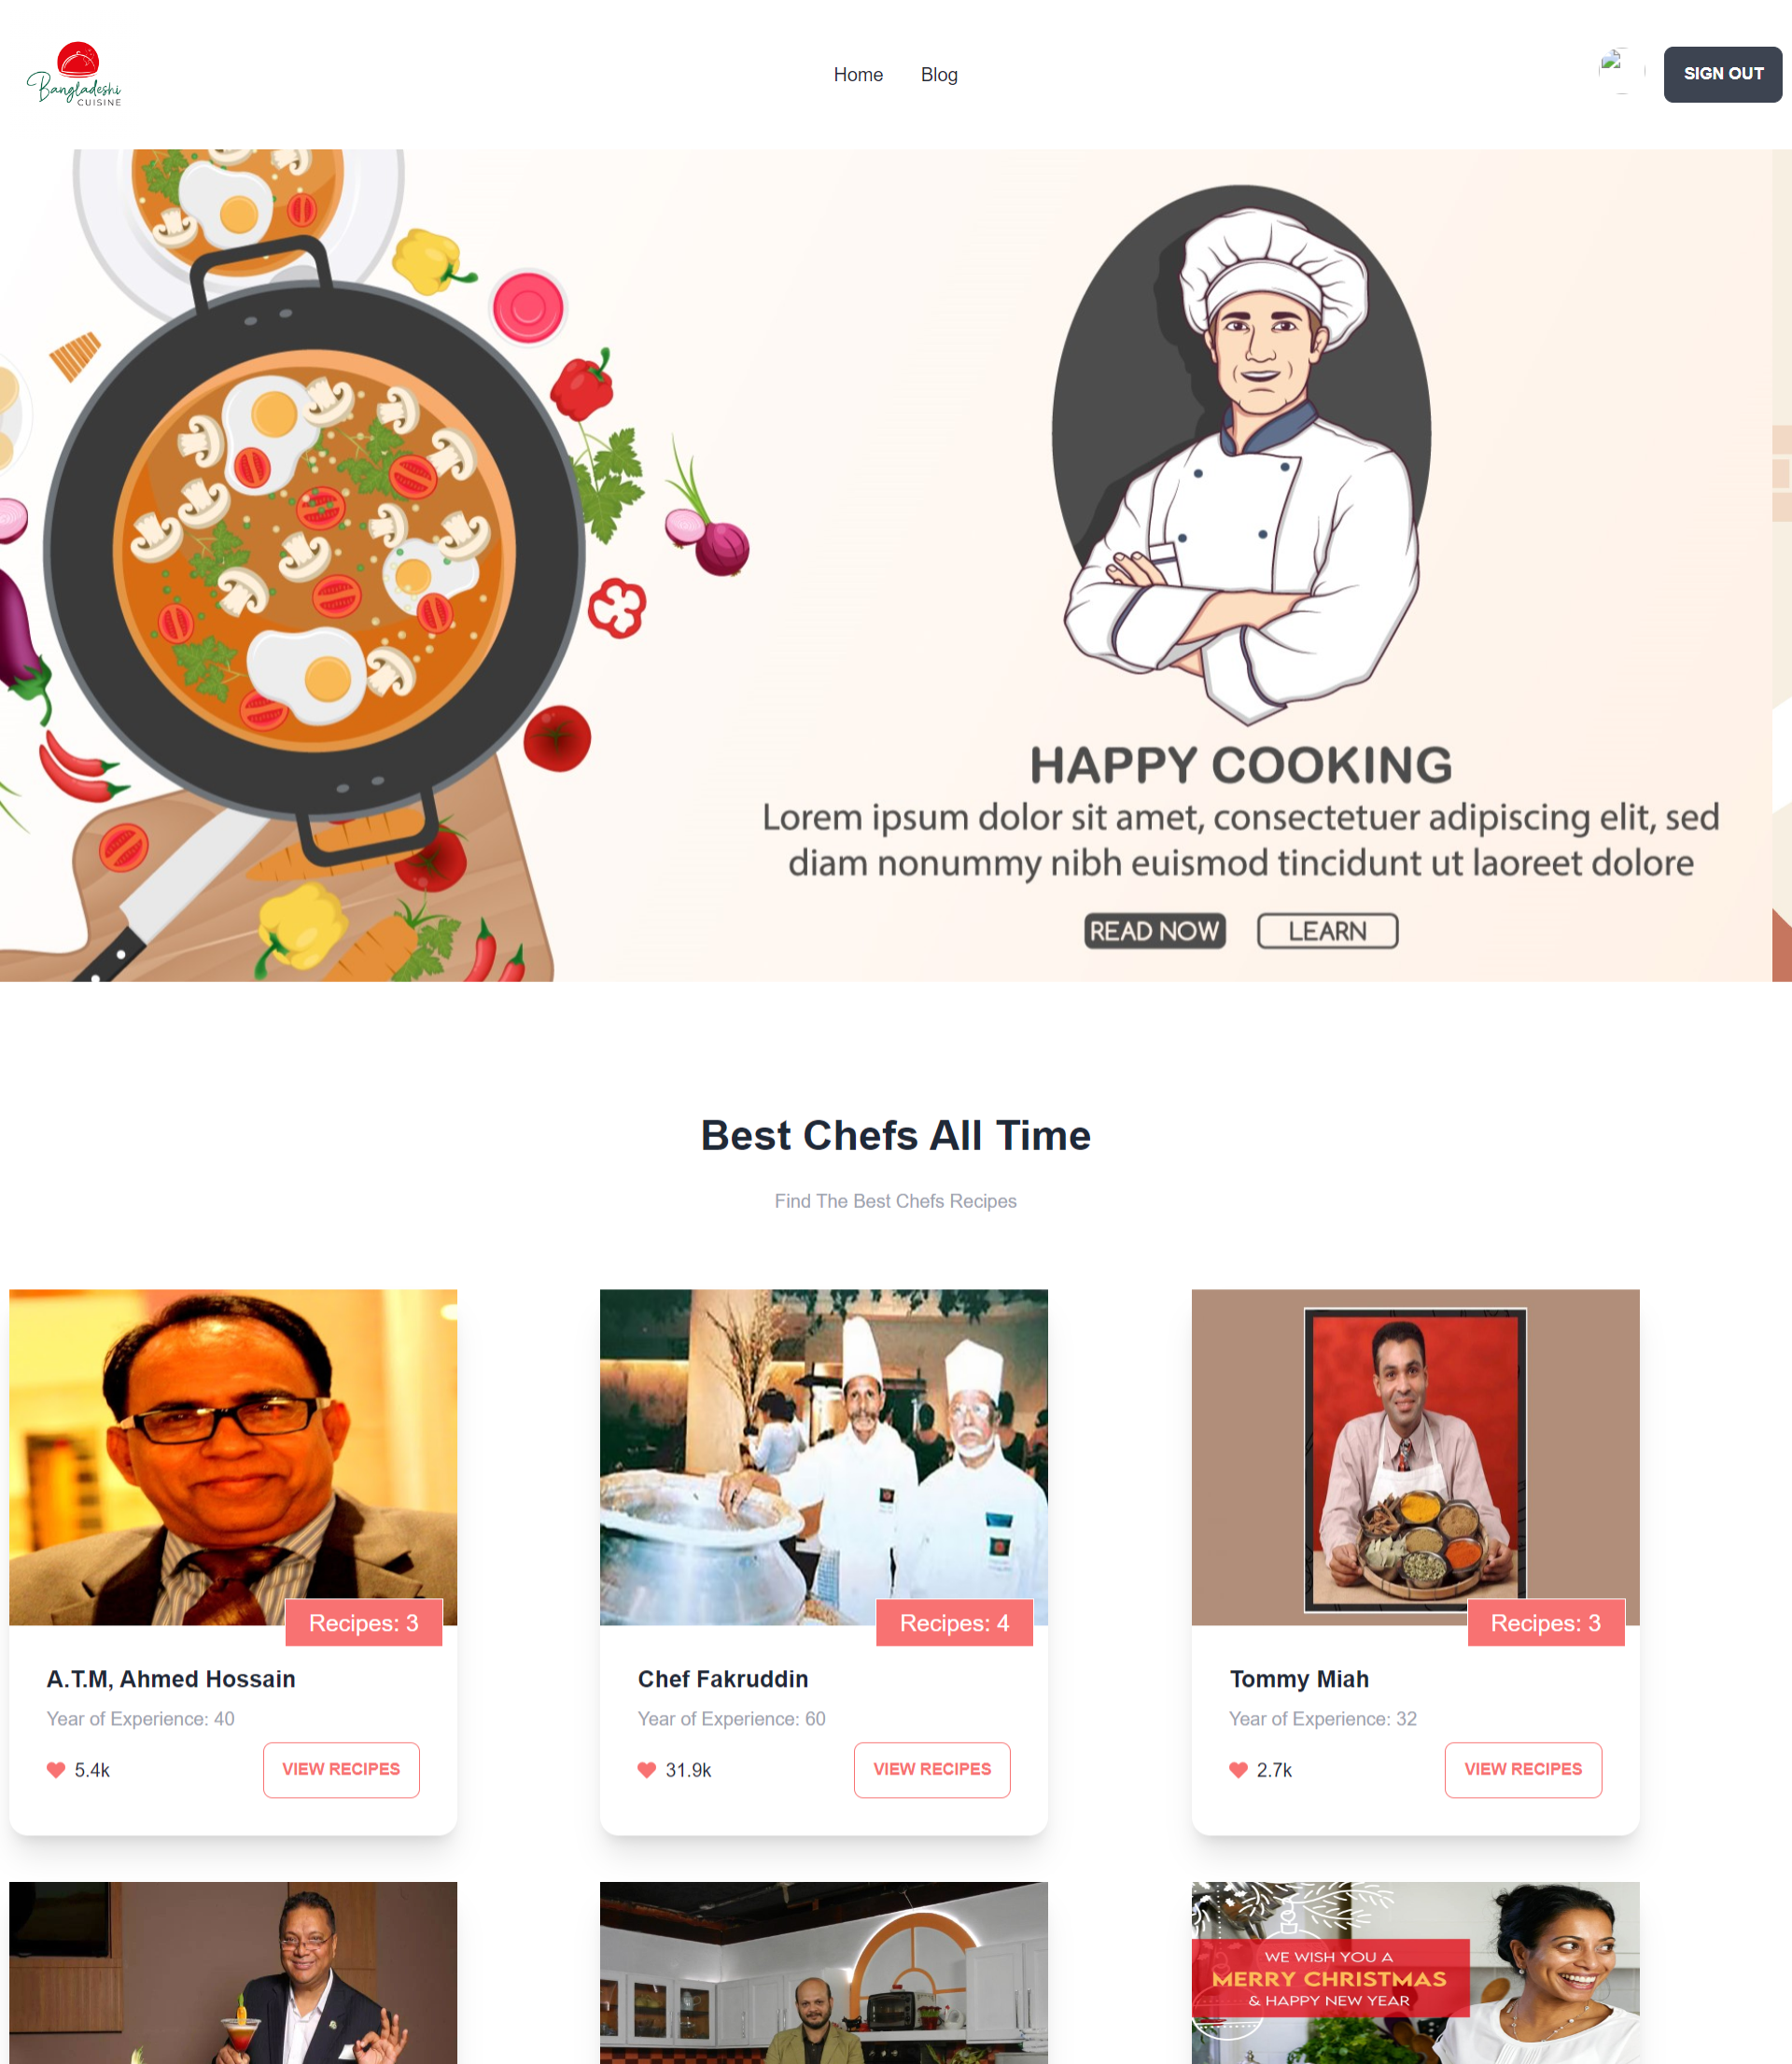 Bangladeshi
CUISINE
Home
Blog
SIGN OUT
HAPPY COOKING
Lorem ipsum dolor sit amet, consectetuer adipiscing elit, sed
diam nonummy nibh euismod tincidunt ut laoreet dolore
READ NOW
LEARN
Best Chefs All Time
Find The Best Chefs Recipes
Recipes: 3
A.T.M, Ahmed Hossain
Year of Experience: 40
5.4k
VIEW RECIPES
Recipes: 4
Chef Fakruddin
Year of Experience: 60
31.9k
VIEW RECIPES
Recipes: 3
Tommy Miah
Year of Experience: 32
2.7k
VIEW RECIPES
WE WISH YOU A
MERRY CHRISTMAS
& HAPPY NEW YEAR